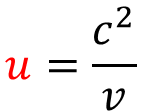 u = c² / v